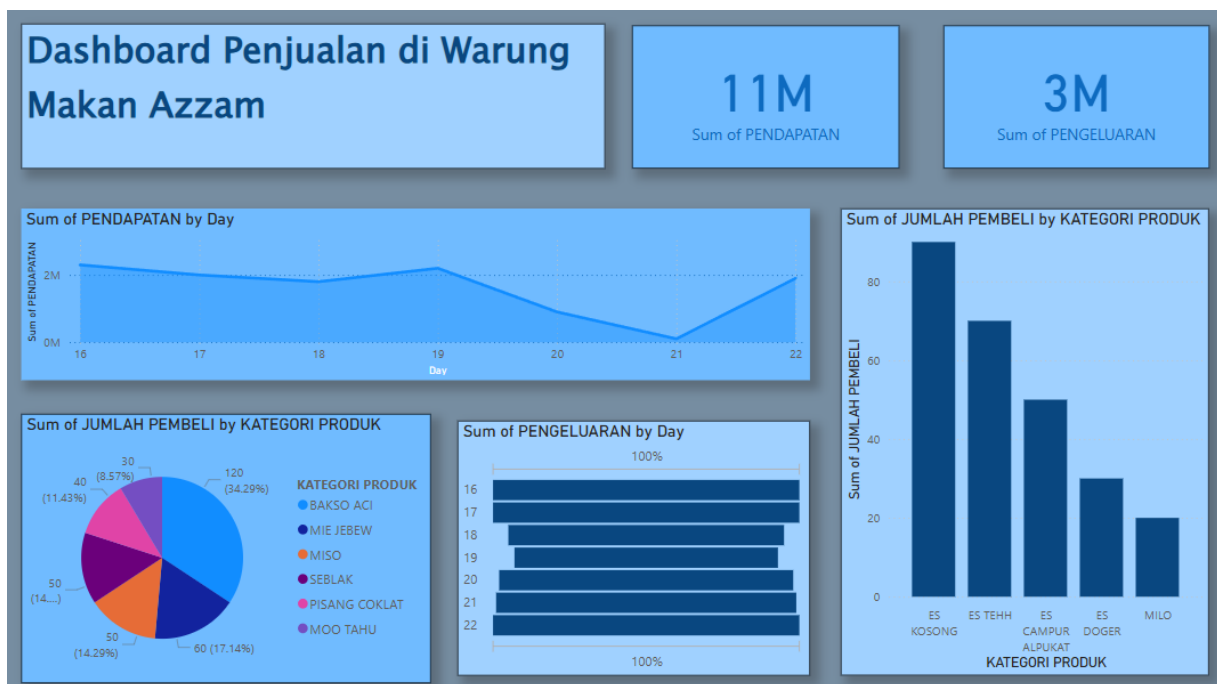 Dashboard Penjualan di Warung
Makan Azzam
11M
Sum of PENDAPATAN
3M
Sum of PENGELUARAN
Sum of PENDAPATAN by Day
Sum of PENDAPATAN
2M
0M
16 17 18 19 20 21 22
Day
Sum of JUMLAH PEMBELI by KATEGORI PRODUK
Sum of JUMLAH PEMBELI
80
60
40
20
0
ES KOSONG
ES TEHH
ES CAMPUR ALPUKAT
ES DOGER
MILO
KATEGORI PRODUK
Sum of JUMLAH PEMBELI by KATEGORI PRODUK
120
(34.29%)
60 (17.14%)
50
(14.29%)
50
(14....)
40
(11.43%)
30
(8.57%)
KATEGORI PRODUK
BAKSO ACI
MIE JEBEW
MISO
SEBLAK
PISANG COKLAT
MOO TAHU
Sum of PENGELUARAN by Day
100%
16
17
18
19
20
21
22
100%